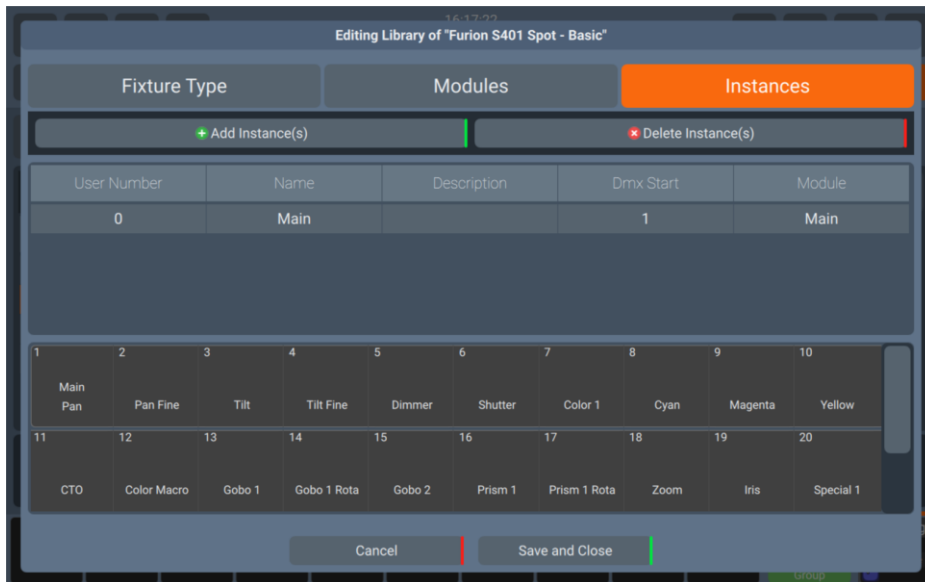 16:17:22
Editing Library of "Furion S401 Spot - Basic"
Fixture Type Modules Instances
Add Instance(s) Delete Instance(s)
User Number Name Description Dmx Start Module
0 Main 1 Main
1 2 3 4 5 6 7 8 9 10
Main
Pan Pan Fine Tilt Tilt Fine Dimmer Shutter Color 1 Cyan Magenta Yellow
11 12 13 14 15 16 17 18 19 20
CTO Color Macro Gobo 1 Gobo 1 Rota Gobo 2 Prism 1 Prism 1 Rota Zoom Iris Special 1
Cancel Save and Close
Group